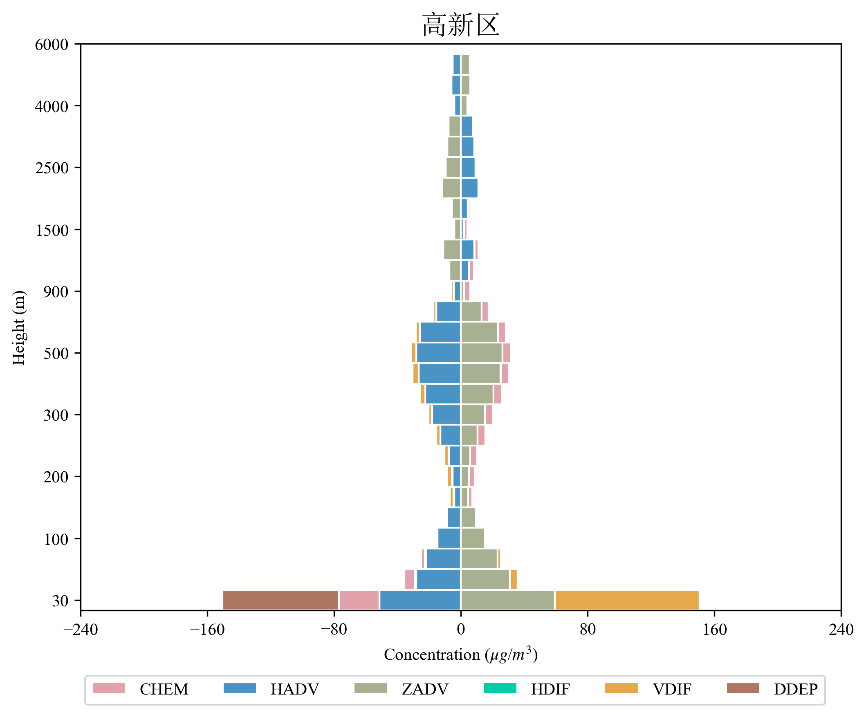 高新区
6000
4000
2500
1500
900
500
300
200
100
30
Height (m)
−240 −160 −80 0 80 160 240
Concentration (μg/m³)
CHEM HADV ZADV HDIF VDIF DDEP